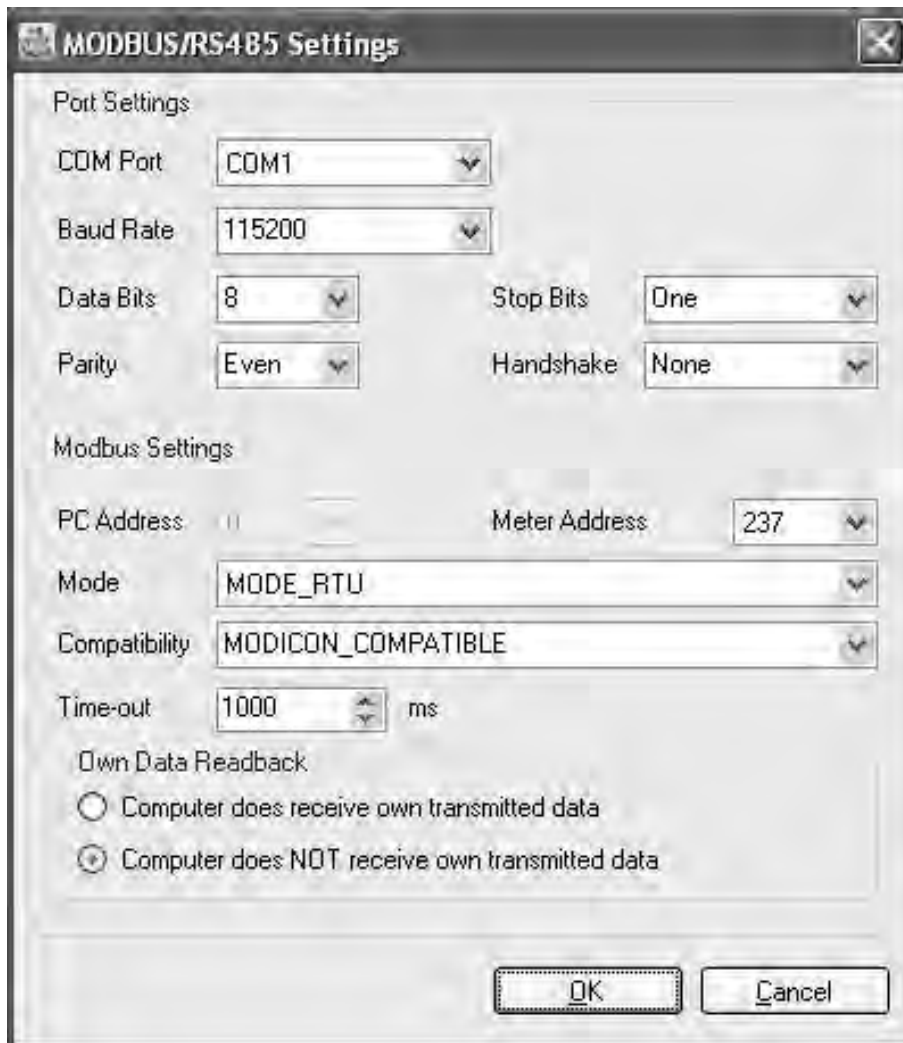 MODBUS/RS485 Settings
Port Settings
COM Port COM1
Baud Rate 115200
Data Bits 8 Stop Bits One
Parity Even Handshake None
Modbus Settings
PC Address Meter Address 237
Mode MODE_RTU
Compatibility MODICON_COMPATIBLE
Time-out 1000 ms
Own Data Readback
Computer does receive own transmitted data
Computer does NOT receive own transmitted data
OK Cancel